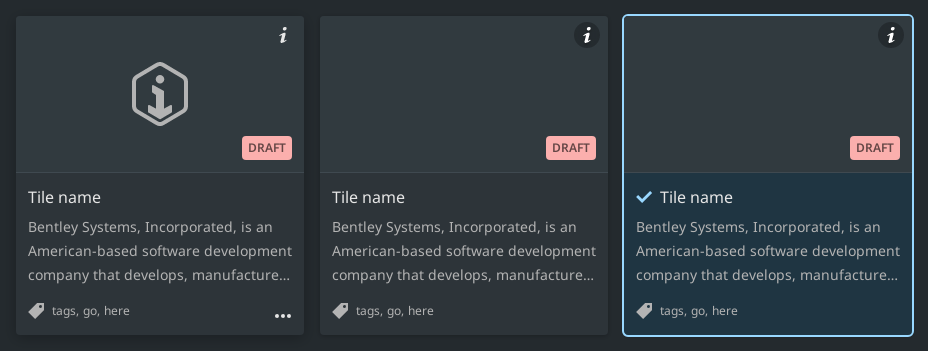 DRAFT
Tile name
Bentley Systems, Incorporated, is an
American-based software development
company that develops, manufacture...
tags, go, here
DRAFT
Tile name
Bentley Systems, Incorporated, is an
American-based software development
company that develops, manufacture...
tags, go, here
DRAFT
Tile name
Bentley Systems, Incorporated, is an
American-based software development
company that develops, manufacture...
tags, go, here